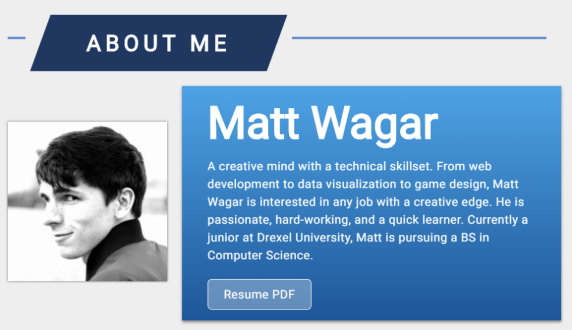 ABOUT ME
Matt Wagar
A creative mind with a technical skillset. From web
development to data visualization to game design, Matt
Wagar is interested in any job with a creative edge. He is
passionate, hard-working, and a quick learner. Currently a
junior at Drexel University, Matt is pursuing a BS in
Computer Science.
Resume PDF